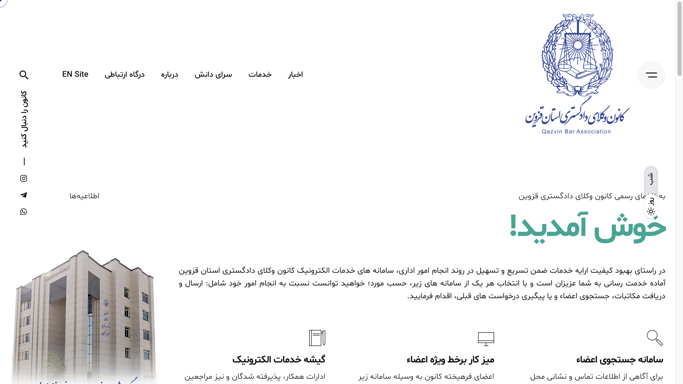 اخبار
خدمات
سرای دانش
درباره
درگاه ارتباطی
EN Site
کانون وکلای دادگستری استان قزوین
Qazvin Bar Association
کانون را دنبال کنید
شب
روز
اطلاعیه‌ها
رسمی کانون وکلای دادگستری قزوین
خوش آمدید!
در راستای بهبود کیفیت ارایه خدمات ضمن تسریع و تسهیل در روند انجام امور اداری، سامانه های خدمات الکترونیک کانون وکلای دادگستری استان قزوین
آماده خدمت رسانی به شما عزیزان است و با انتخاب هر یک از سامانه های زیر، حسب مورد؛ خواهید توانست نسبت به انجام امور خود شامل: ارسال و
دریافت مکاتبات، جستجوی اعضاء و یا پیگیری درخواست های قبلی، اقدام فرمایید.
سامانه جستجوی اعضاء
میز کار برخط ویژه اعضاء
گیشه خدمات الکترونیک
برای آگاهی از اطلاعات تماس و نشانی محل
اعضای فرهیخته کانون به وسیله سامانه زیر
ادارات همکار، پذیرفته شدگان و نیز مراجعین